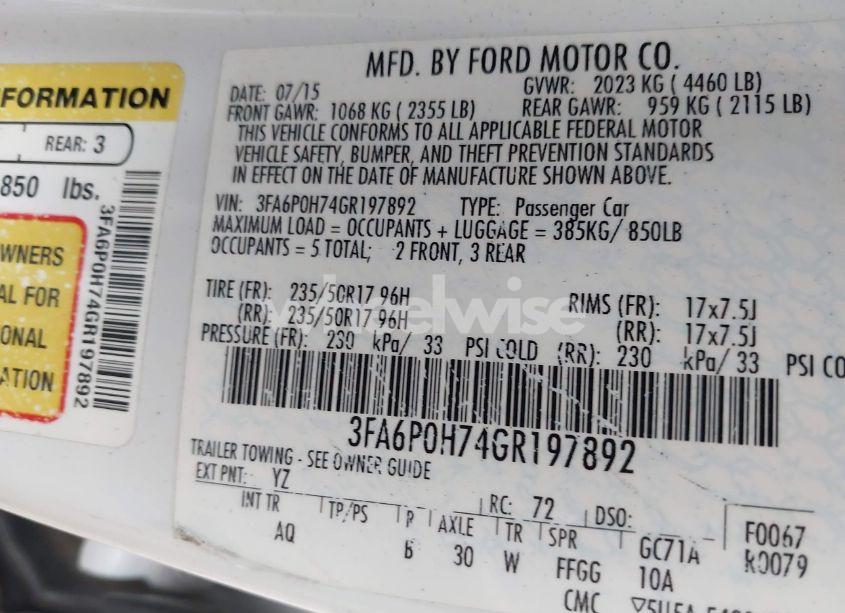 FORMATION
REAR: 3
850 lbs.
3FA6P0H74GR197892
WNERS
AL FOR
ONAL
ATION
MFD. BY FORD MOTOR CO.
DATE: 07/15 GVWR: 2023 KG ( 4460 LB)
FRONT GAWR: 1068 KG ( 2355 LB) REAR GAWR: 959 KG ( 2115 LB)
THIS VEHICLE CONFORMS TO ALL APPLICABLE FEDERAL MOTOR
VEHICLE SAFETY, BUMPER, AND THEFT PREVENTION STANDARDS
IN EFFECT ON THE DATE OF MANUFACTURE SHOWN ABOVE.
VIN: 3FA6P0H74GR197892 TYPE: Passenger Car
MAXIMUM LOAD = OCCUPANTS + LUGGAGE = 385KG/ 850LB
OCCUPANTS = 5 TOTAL; 2 FRONT, 3 REAR
TIRE (FR): 235/50R17 96H RIMS (FR): 17x7.5J
(RR): 235/50R17 96H (RR): 17x7.5J
PRESSURE (FR): 230 kPa/ 33 PSI COLD (RR): 230 kPa/ 33 PSI CO
wheelwise
3FA6P0H74GR197892
TRAILER TOWING - SEE OWNER GUIDE
EXT PNT: YZ RC: 72 DSO:
INT TR TP/PS R AXLE TR SPR GC71A F0067
AQ 6 30 W FFGG 10A R0079
CMC